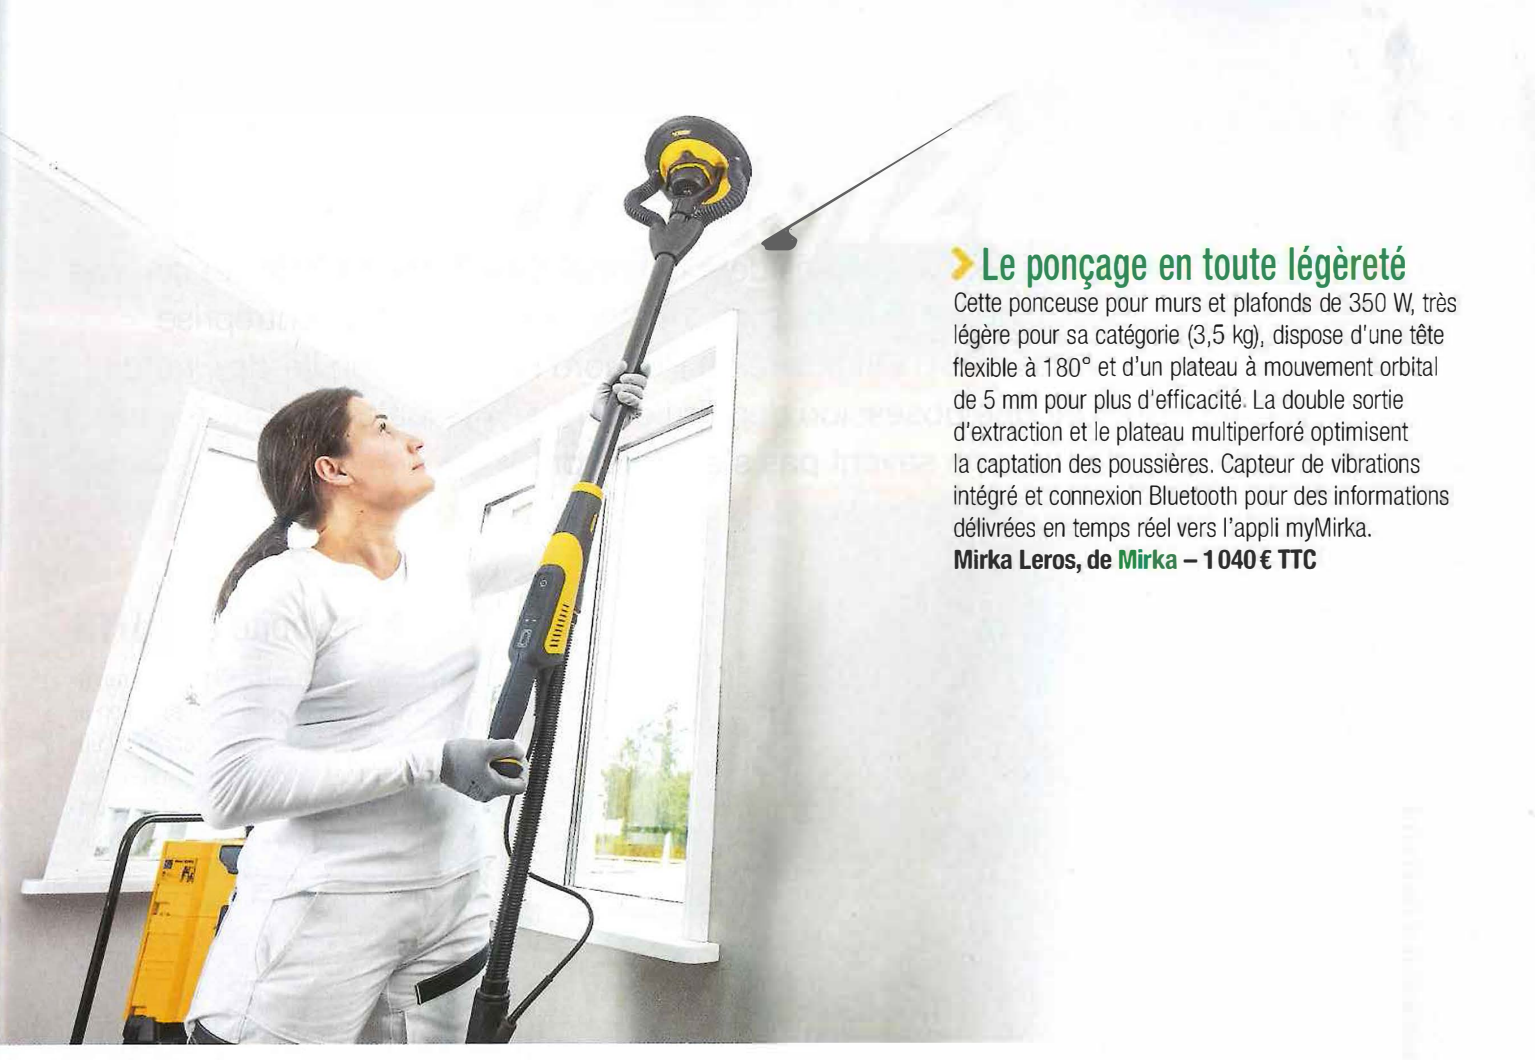 Le ponçage en toute légèreté
Cette ponceuse pour murs et plafonds de 350 W, très
légère pour sa catégorie (3,5 kg), dispose d'une tête
flexible à 180° et d'un plateau à mouvement orbital
de 5 mm pour plus d'efficacité. La double sortie
d'extraction et le plateau multiperforé optimisent
la captation des poussières. Capteur de vibrations
intégré et connexion Bluetooth pour des informations
délivrées en temps réel vers l'appli myMirka.
Mirka Leros, de Mirka – 1 040 € TTC